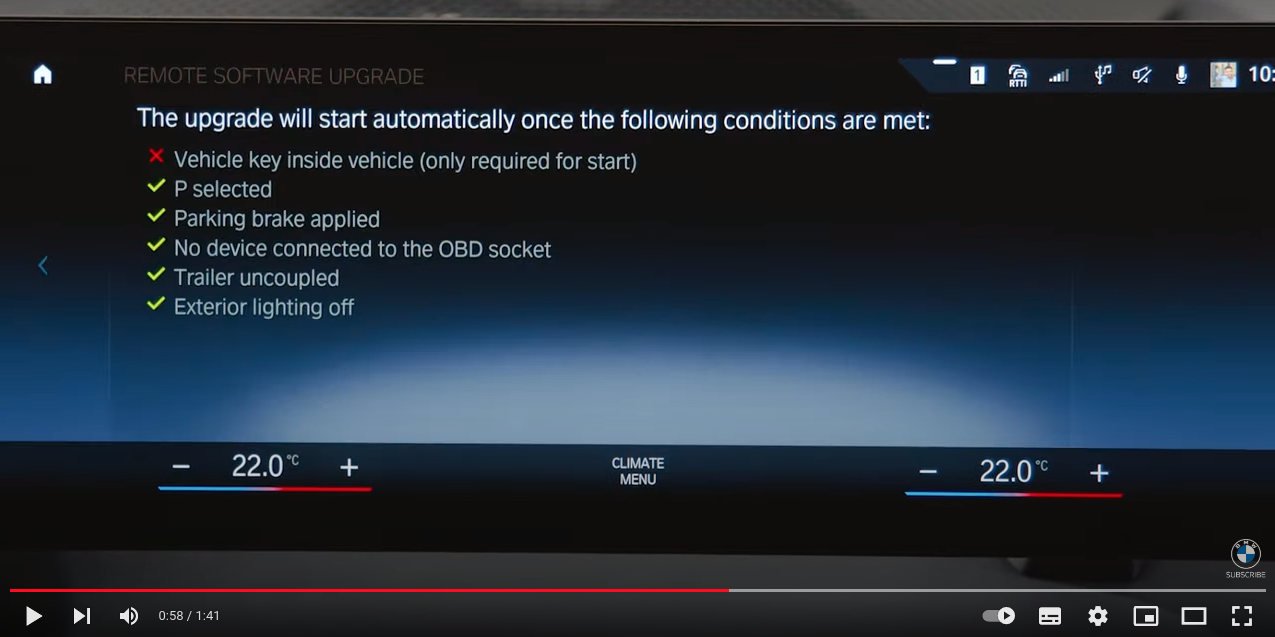 REMOTE SOFTWARE UPGRADE
1
RTTI
10:
The upgrade will start automatically once the following conditions are met:
Vehicle key inside vehicle (only required for start)
P selected
Parking brake applied
No device connected to the OBD socket
Trailer uncoupled
Exterior lighting off
22.0°C
CLIMATE
MENU
22.0°C
BMW
SUBSCRIBE
0:58 / 1:41